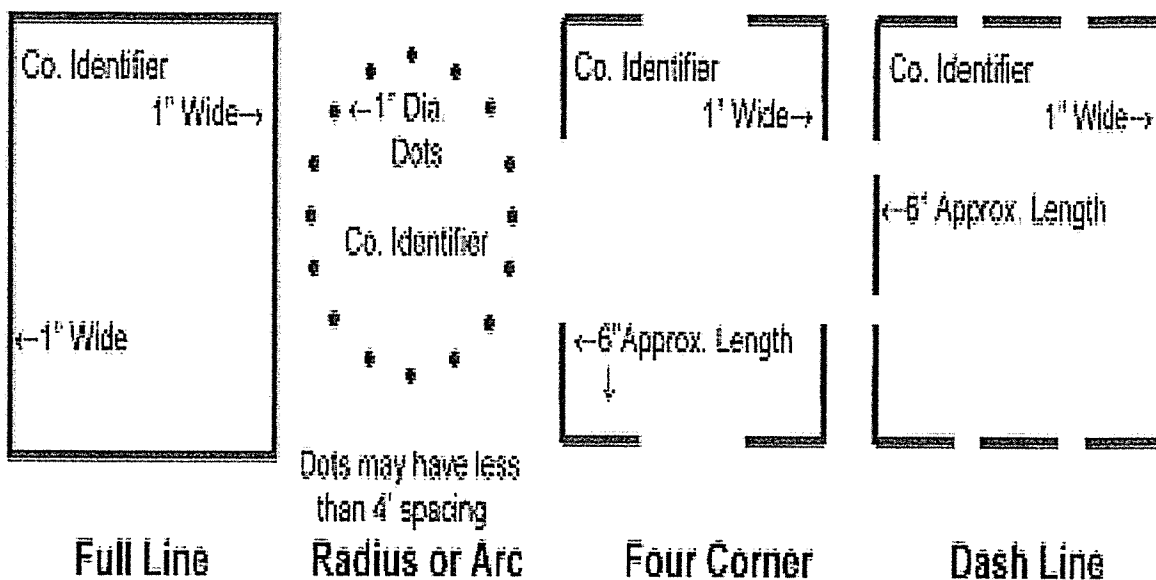 Co. Identifier
1" Wide→
←1" Wide
Full Line
←1" Dia.
Dots
Co. Identifier
Dots may have less
than 4' spacing
Radius or Arc
Co. Identifier
1" Wide→
←6" Approx. Length
↓
Four Corner
Co. Identifier
1" Wide→
←6" Approx. Length
Dash Line